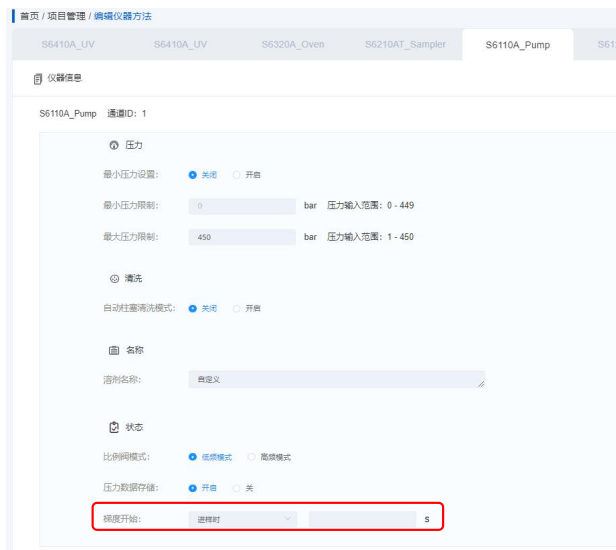 首页 / 项目管理 / 编辑仪器方法
S6410A_UV S6410A_UV S6320A_Oven S6210AT_Sampler S6110A_Pump S61
仪器信息
S6110A_Pump 通道ID: 1
压力
最小压力设置: 关闭 开启
最小压力限制: 0 bar 压力输入范围: 0 - 449
最大压力限制: 450 bar 压力输入范围: 1 - 450
清洗
自动柱塞清洗模式: 关闭 开启
名称
溶剂名称: 自定义
状态
比例阀模式: 低频模式 高频模式
压力数据存储: 开启 关
梯度开始: 进样时 s